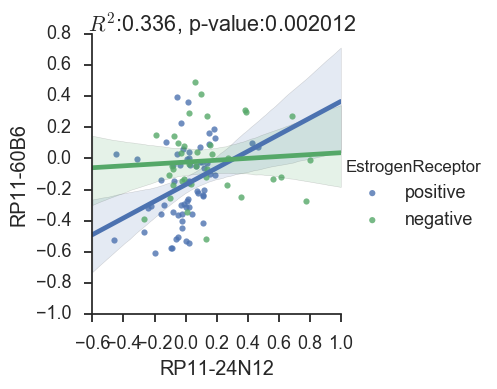 R²:0.336, p-value:0.002012
0.8
0.6
0.4
0.2
0.0
−0.2
−0.4
−0.6
−0.8
−1.0
RP11-60B6
EstrogenReceptor
positive
negative
−0.6−0.4−0.2 0.0 0.2 0.4 0.6 0.8 1.0
RP11-24N12